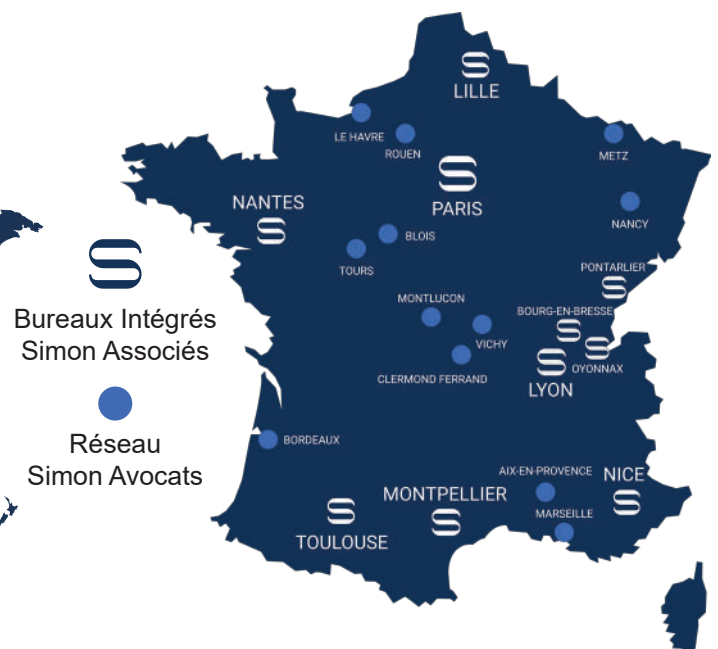 LILLE
LE HAVRE
ROUEN
METZ
PARIS
NANTES
NANCY
BLOIS
TOURS
PONTARLIER
Bureaux Intégrés
Simon Associés
MONTLUCON
BOURG-EN-BRESSE
VICHY
OYONNAX
CLERMOND FERRAND
LYON
Réseau
Simon Avocats
BORDEAUX
AIX-EN-PROVENCE
NICE
MONTPELLIER
MARSEILLE
TOULOUSE